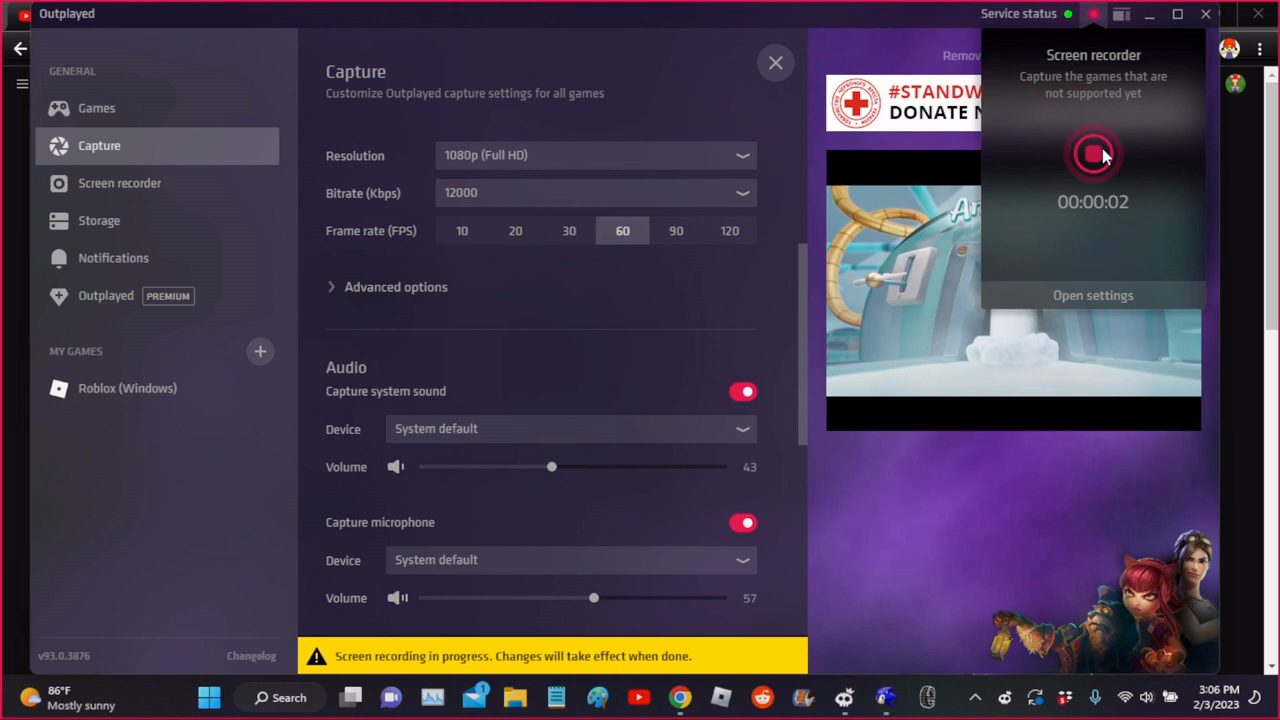 Outplayed
Service status
GENERAL
Games
Capture
Screen recorder
Storage
Notifications
Outplayed PREMIUM
MY GAMES
Roblox (Windows)
v93.0.3876 Changelog
Capture
Customize Outplayed capture settings for all games
Resolution 1080p (Full HD)
Bitrate (Kbps) 12000
Frame rate (FPS) 10 20 30 60 90 120
Advanced options
Audio
Capture system sound
Device System default
Volume 43
Capture microphone
Device System default
Volume 57
Screen recording in progress. Changes will take effect when done.
#STANDW
DONATE
Screen recorder
Capture the games that are
not supported yet
00:00:02
Open settings
86°F
Mostly sunny
Search
1
3:06 PM
2/3/2023